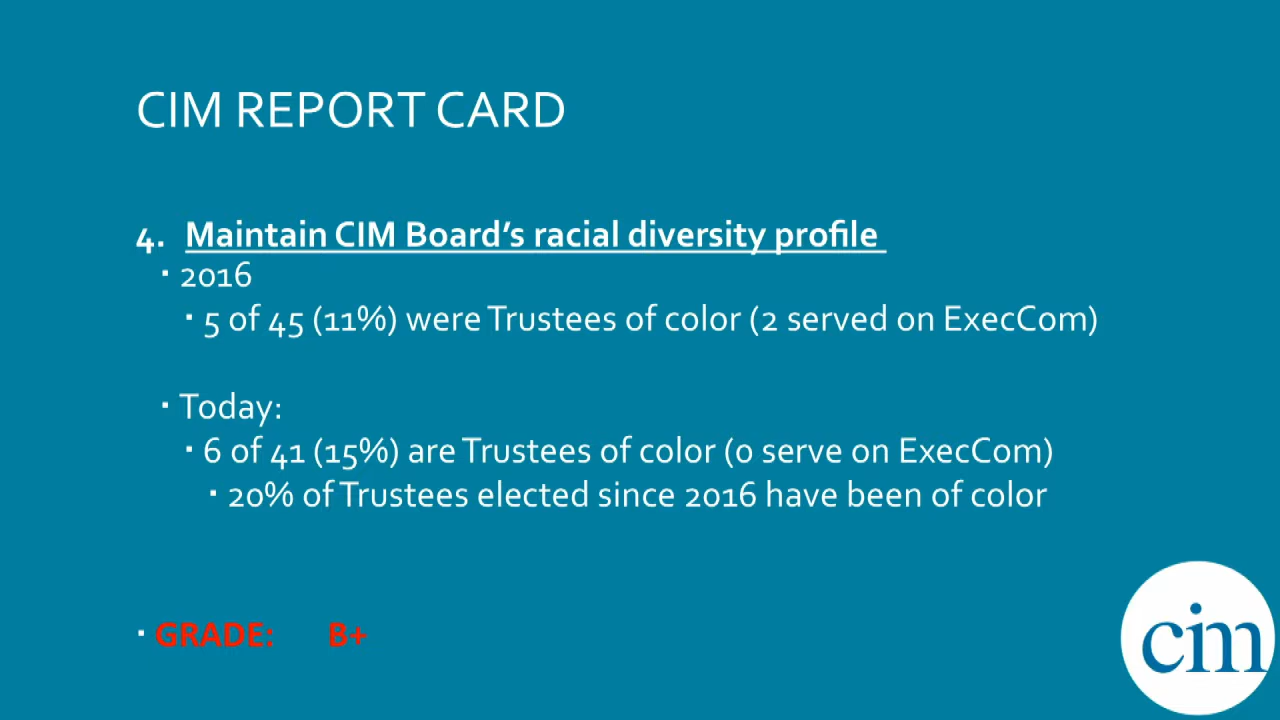 CIM REPORT CARD
4. Maintain CIM Board's racial diversity profile
▪ 2016
▪ 5 of 45 (11%) were Trustees of color (2 served on ExecCom)
▪ Today:
▪ 6 of 41 (15%) are Trustees of color (0 serve on ExecCom)
▪ 20% of Trustees elected since 2016 have been of color
▪ GRADE: B+
cim